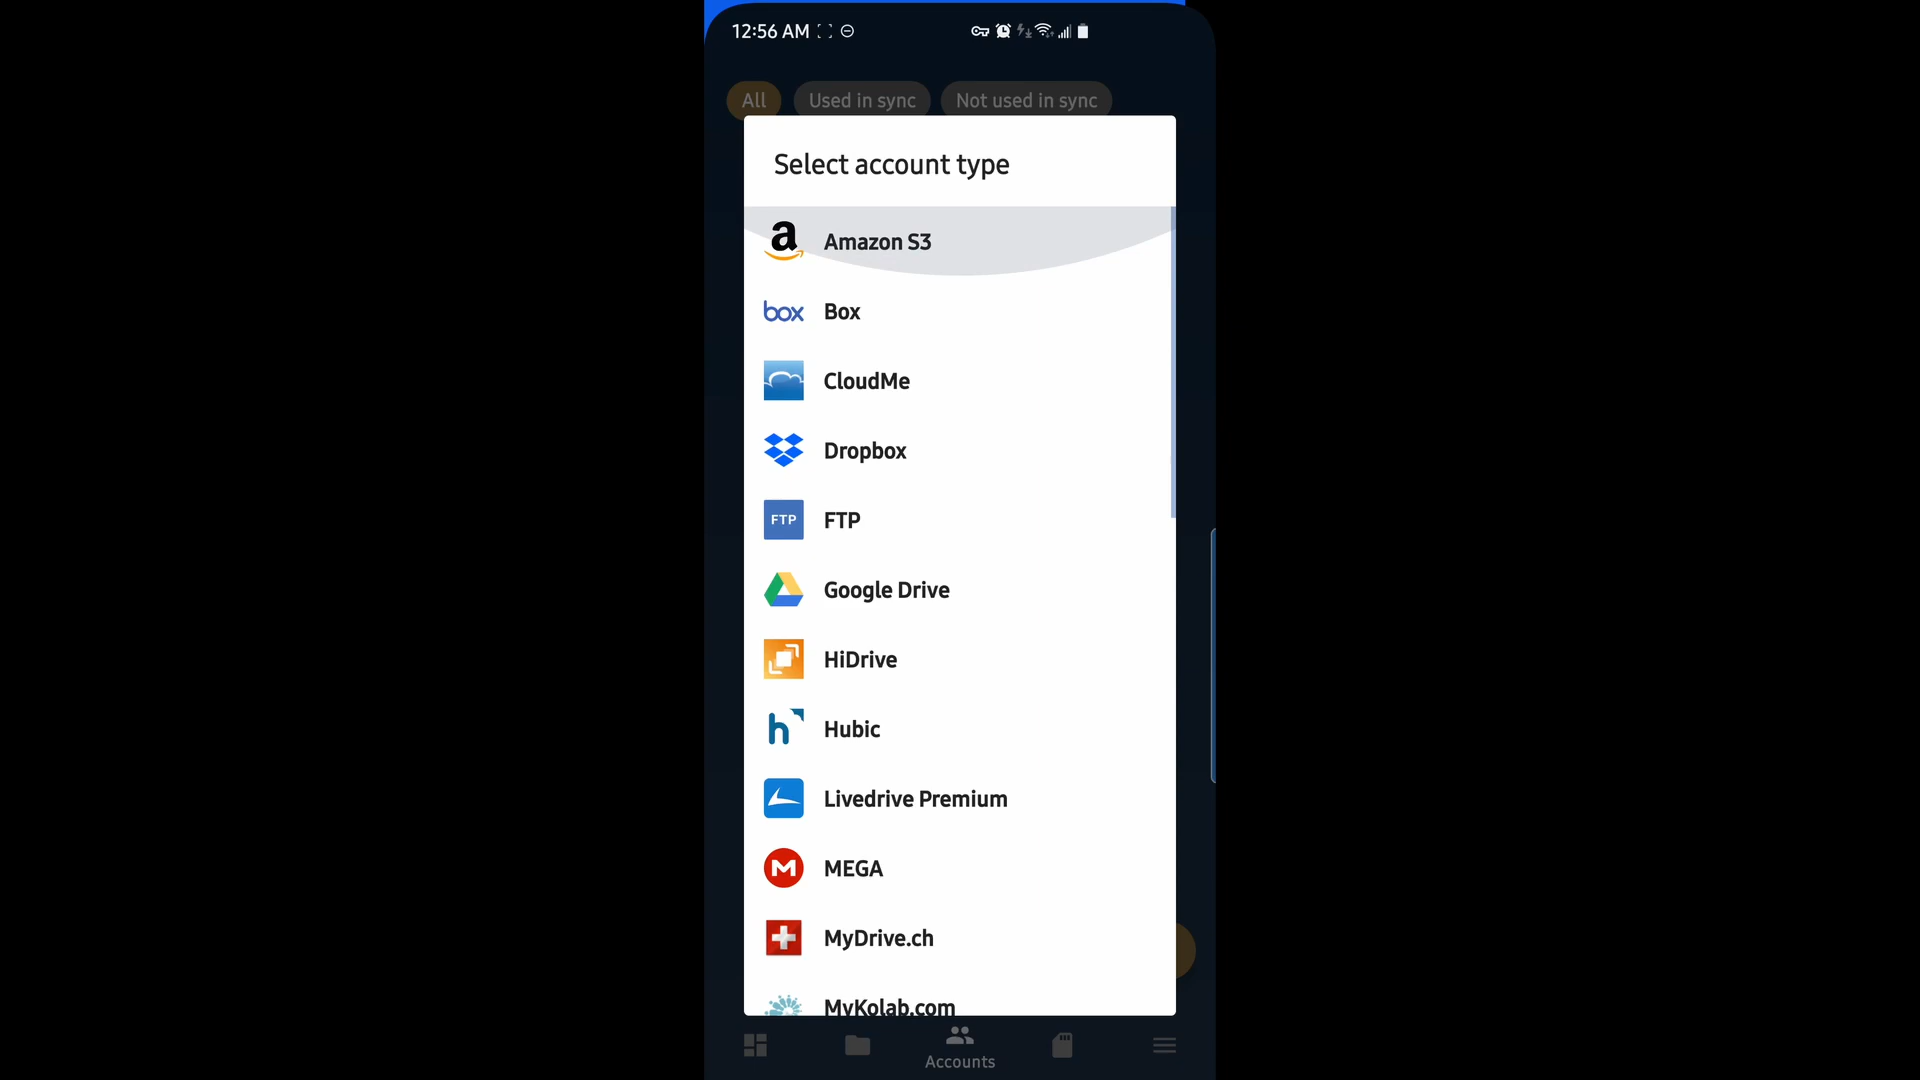 12:56 AM
All
Used in sync
Not used in sync
Select account type
a
Amazon S3
box
Box
CloudMe
Dropbox
FTP
FTP
Google Drive
HiDrive
h
Hubic
Livedrive Premium
M
MEGA
MyDrive.ch
MyKolab.com
Accounts